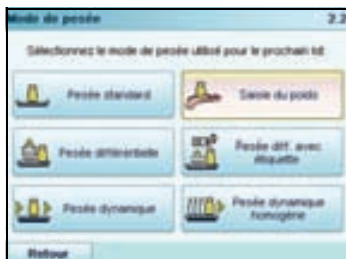 Mode de pesée 2.2
Sélectionnez le mode de pesée utilisé pour le prochain lot
Pesée standard
Saisie du poids
Pesée différentielle
Pesée diff. avec
étiquette
Pesée dynamique
Pesée dynamique
homogène
Retour